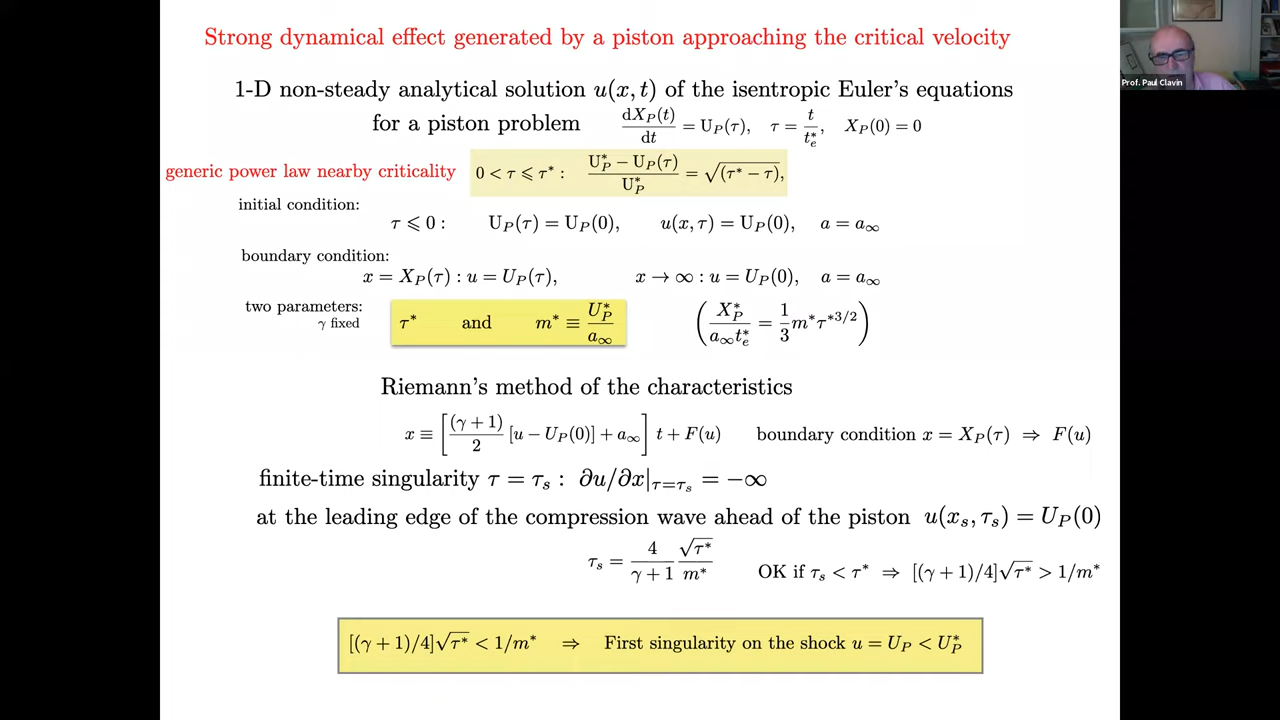 Strong dynamical effect generated by a piston approaching the critical velocity
1-D non-steady analytical solution u(x, t) of the isentropic Euler's equations
for a piston problem dX_P(t)/dt = U_P(τ), τ = t/t_e^*, X_P(0) = 0
generic power law nearby criticality 0 < τ ⩽ τ* : (U_P^* − U_P(τ))/U_P^* = √(τ* − τ),
initial condition:
τ ⩽ 0 : U_P(τ) = U_P(0), u(x, τ) = U_P(0), a = a_∞
boundary condition:
x = X_P(τ) : u = U_P(τ), x → ∞ : u = U_P(0), a = a_∞
two parameters:
γ fixed
τ* and m* ≡ U_P^*/a_∞ (X_P^*/(a_∞ t_e^*) = 1/3 m* τ*^{3/2})
Riemann's method of the characteristics
x ≡ [(γ + 1)/2 [u − U_P(0)] + a_∞] t + F(u) boundary condition x = X_P(τ) ⇒ F(u)
finite-time singularity τ = τ_s : ∂u/∂x|_{τ=τ_s} = −∞
at the leading edge of the compression wave ahead of the piston u(x_s, τ_s) = U_P(0)
τ_s = 4/(γ + 1) √τ*/m* OK if τ_s < τ* ⇒ [(γ + 1)/4]√τ* > 1/m*
[(γ + 1)/4]√τ* < 1/m* ⇒ First singularity on the shock u = U_P < U_P^*
Prof. Paul Clavin